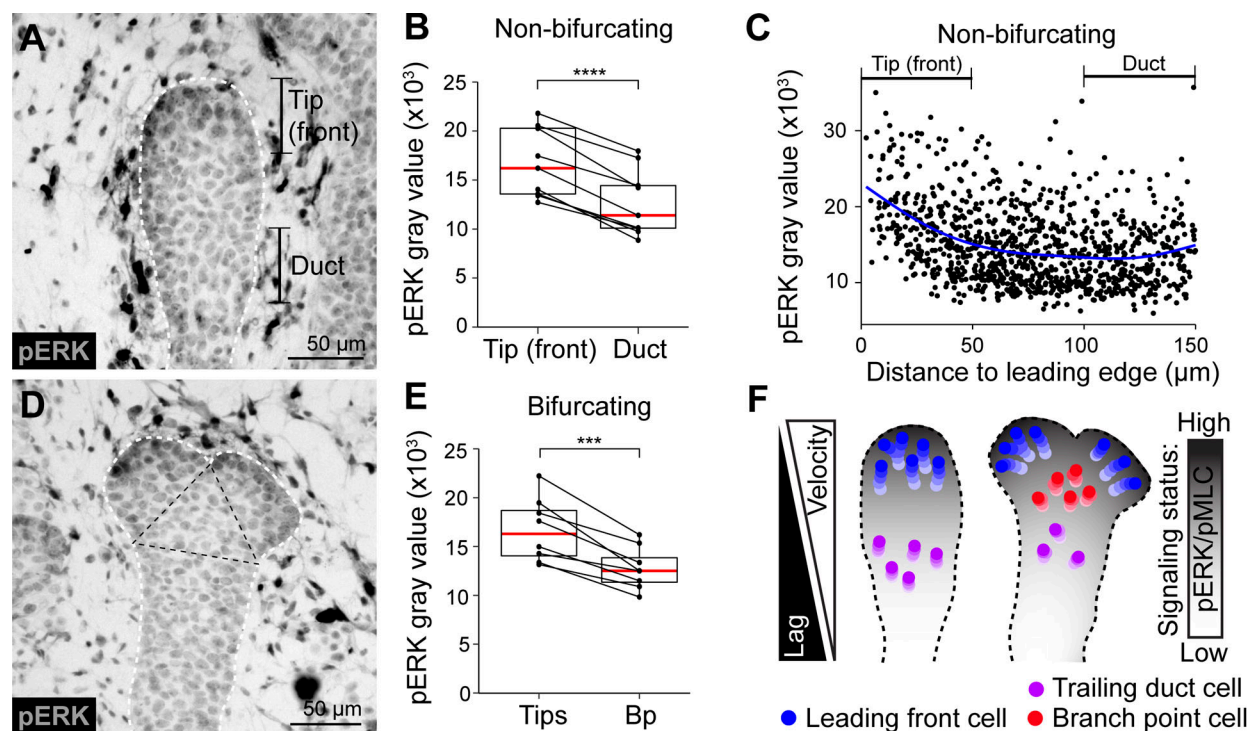 A
Tip
(front)
Duct
pERK
50 µm
B
Non-bifurcating
****
pERK gray value (x10³)
25
20
15
10
5
0
Tip (front) Duct
C
Non-bifurcating
Tip (front) Duct
pERK gray value (x10³)
30
20
10
0 50 100 150
Distance to leading edge (µm)
D
pERK
50 µm
E
Bifurcating
***
pERK gray value (x10³)
25
20
15
10
5
0
Tips Bp
F
Lag
Velocity
High
Signaling status:
pERK/pMLC
Low
Trailing duct cell
Leading front cell
Branch point cell